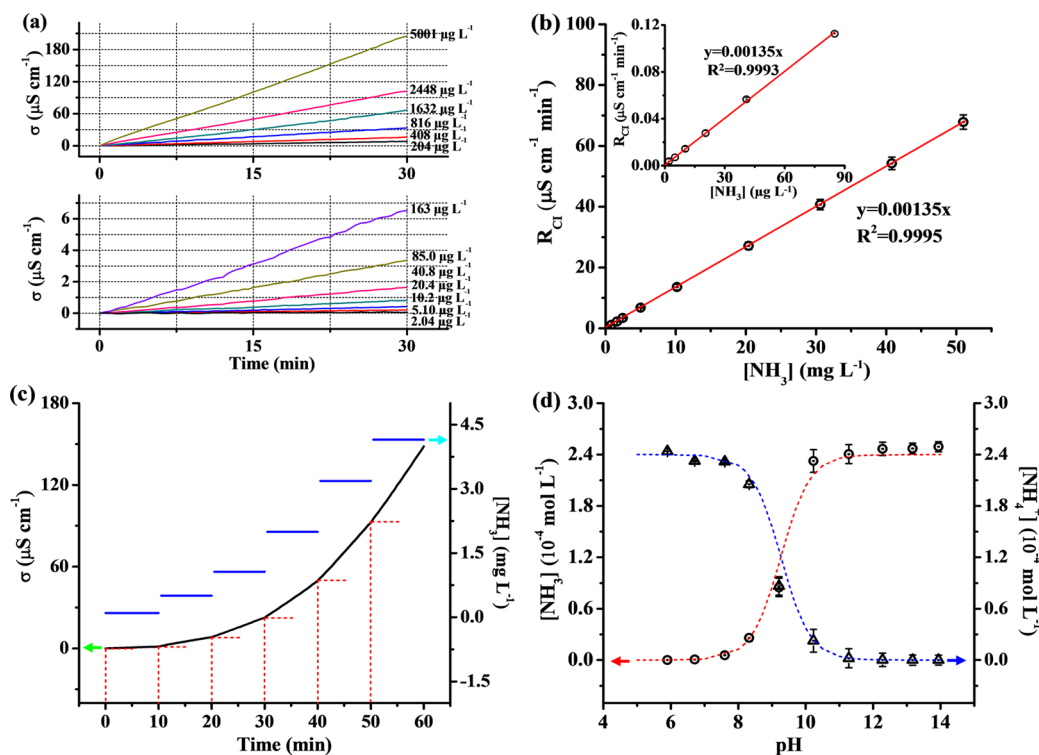 (a)
σ (μS cm⁻¹)
180
120
60
0
5001 μg L⁻¹
2448 μg L⁻¹
1632 μg L⁻¹
816 μg L⁻¹
408 μg L⁻¹
204 μg L⁻¹
0
15
30
σ (μS cm⁻¹)
6
4
2
0
163 μg L⁻¹
85.0 μg L⁻¹
40.8 μg L⁻¹
20.4 μg L⁻¹
10.2 μg L⁻¹
5.10 μg L⁻¹
2.04 μg L⁻¹
0
15
30
Time (min)
(b)
R_CI (μS cm⁻¹ min⁻¹)
100
80
60
40
20
0
R_CI (μS cm⁻¹ min⁻¹)
0.12
0.08
0.04
0.00
y=0.00135x
R²=0.9993
0
30
60
90
[NH₃] (μg L⁻¹)
y=0.00135x
R²=0.9995
0
10
20
30
40
50
[NH₃] (mg L⁻¹)
(c)
σ (μS cm⁻¹)
180
120
60
0
4.5
3.0
1.5
0.0
-1.5
[NH₃] (mg L⁻¹)
0
10
20
30
40
50
60
Time (min)
(d)
[NH₃] (10⁻⁴ mol L⁻¹)
3.0
2.4
1.8
1.2
0.6
0.0
3.0
2.4
1.8
1.2
0.6
0.0
[NH₄⁺] (10⁻⁴ mol L⁻¹)
4
6
8
10
12
14
pH